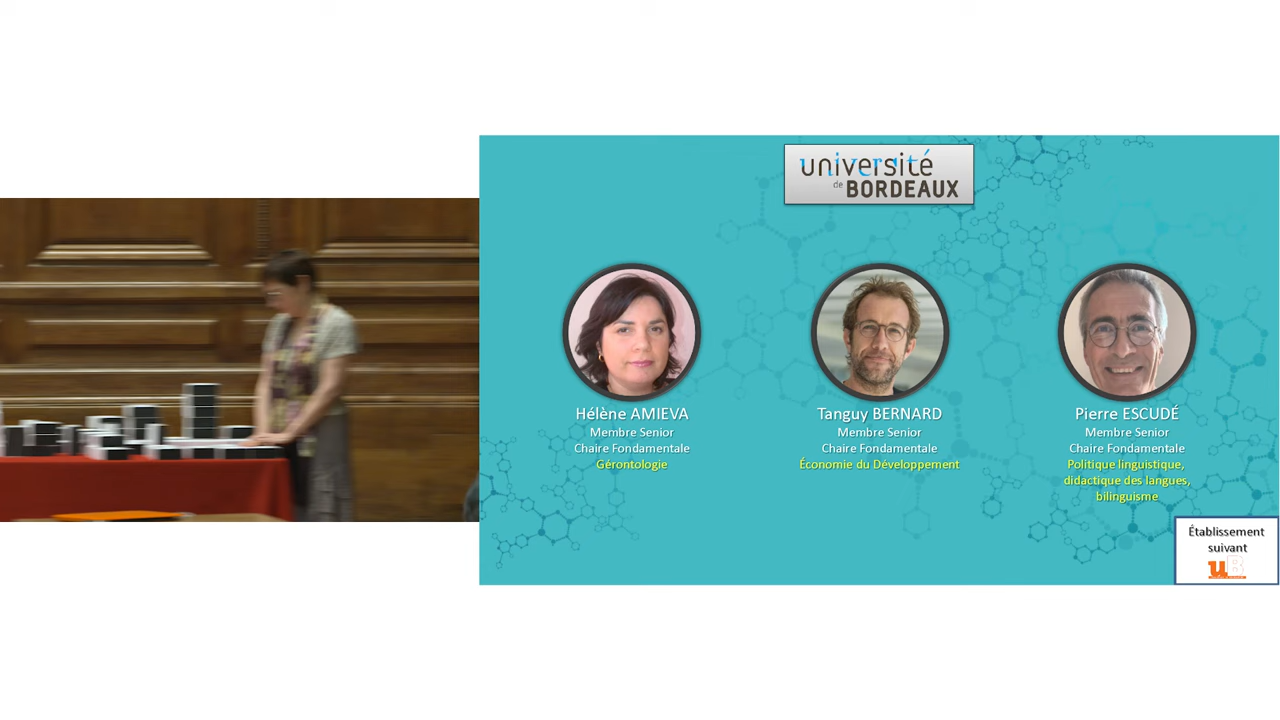 université
de BORDEAUX
Hélène AMIEVA
Membre Senior
Chaire Fondamentale
Gérontologie
Tanguy BERNARD
Membre Senior
Chaire Fondamentale
Économie du Développement
Pierre ESCUDÉ
Membre Senior
Chaire Fondamentale
Politique linguistique,
didactique des langues,
bilinguisme
Établissement
suivant
uB